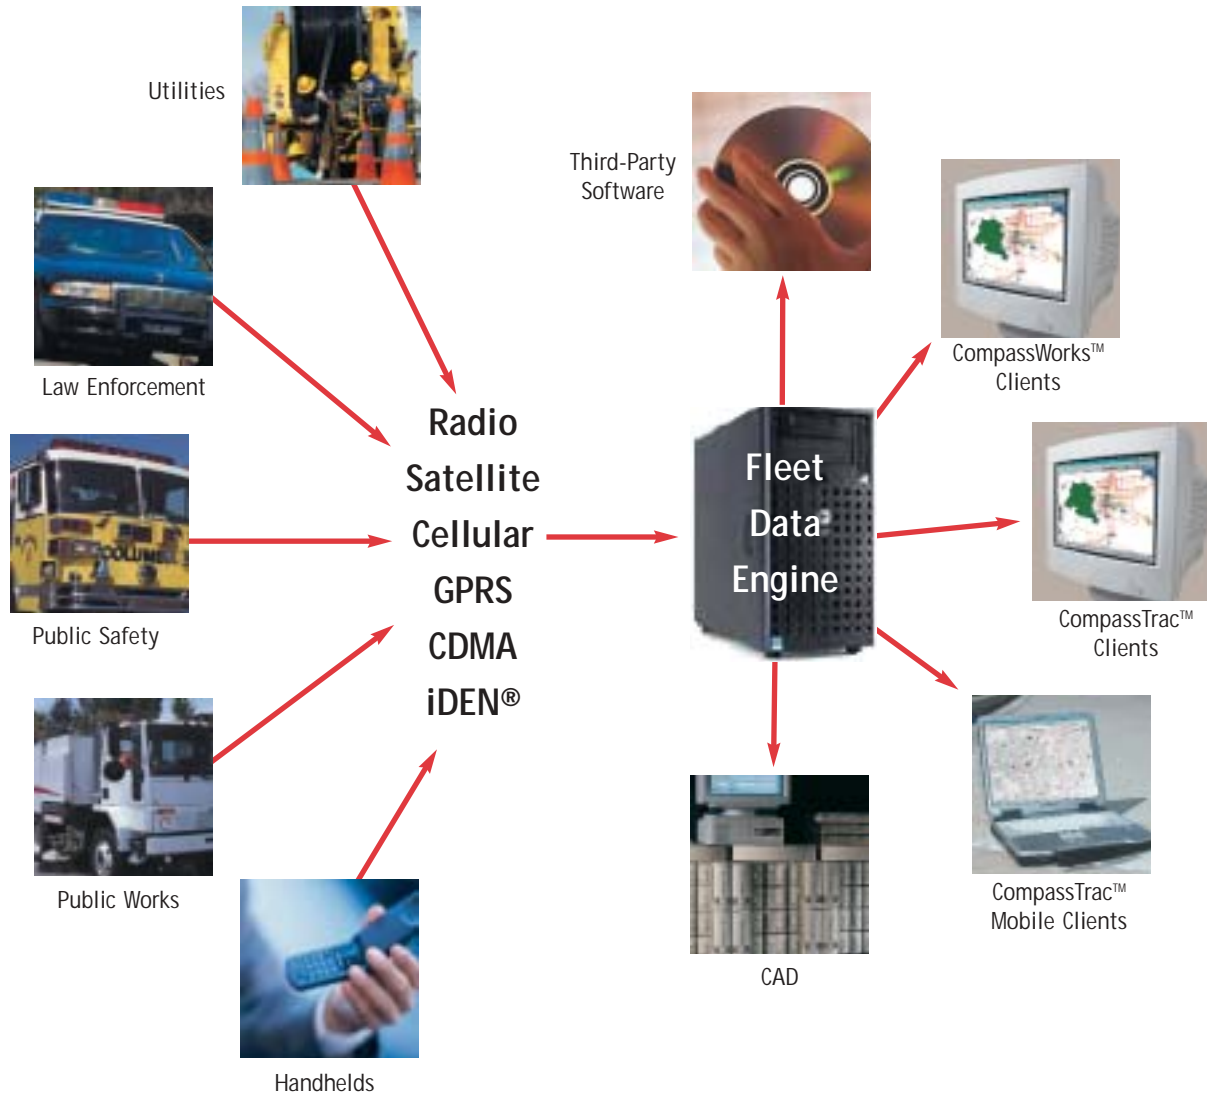 Utilities
Third-Party
Software
Law Enforcement
CompassWorks™
Clients
Radio
Satellite
Cellular
GPRS
CDMA
iDEN®
Fleet
Data
Engine
Public Safety
CompassTrac™
Clients
Public Works
CompassTrac™
Mobile Clients
CAD
Handhelds